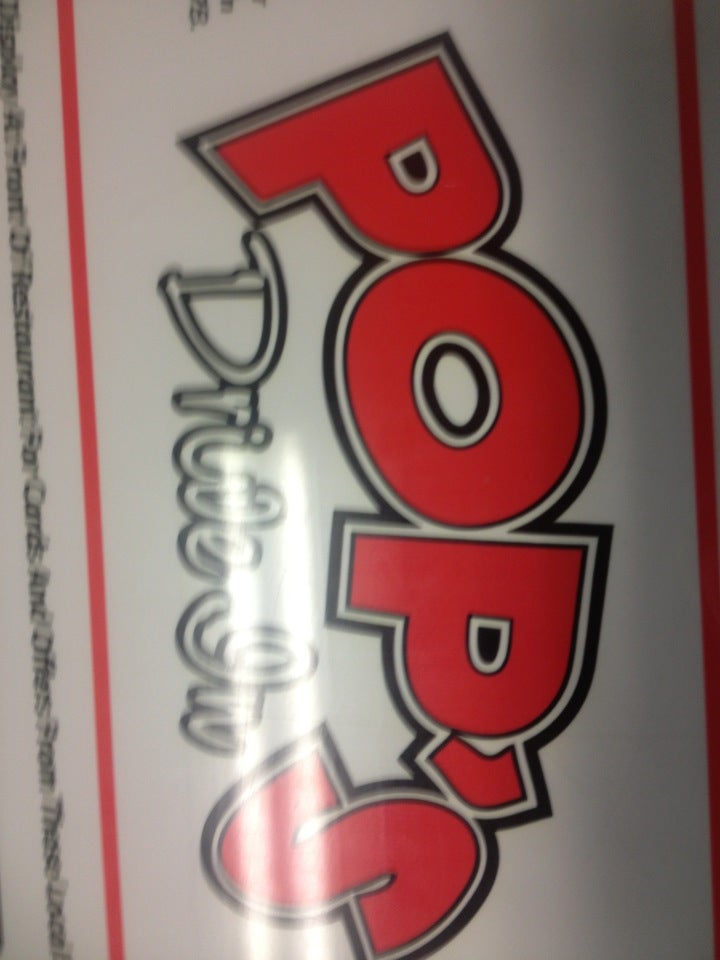 POP'S
Drive In
Display At Front Of Restaurant For Cards And Offers From These Local